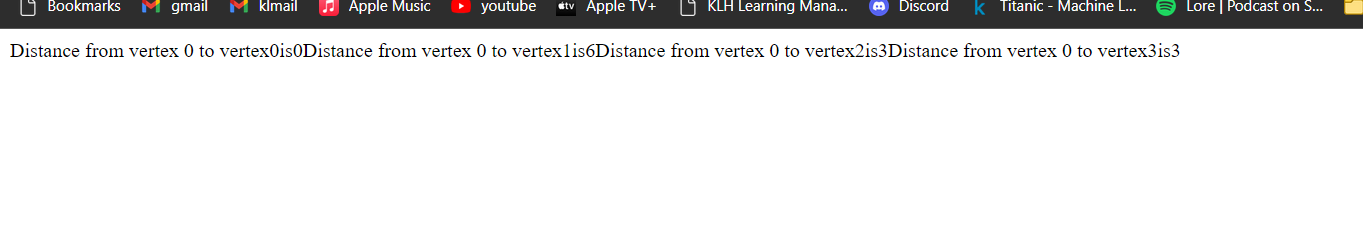 Bookmarks gmail klmail Apple Music youtube tv Apple TV+ KLH Learning Mana... Discord k Titanic - Machine L... Lore | Podcast on S...
Distance from vertex 0 to vertex0is0Distance from vertex 0 to vertex1is6Distance from vertex 0 to vertex2is3Distance from vertex 0 to vertex3is3